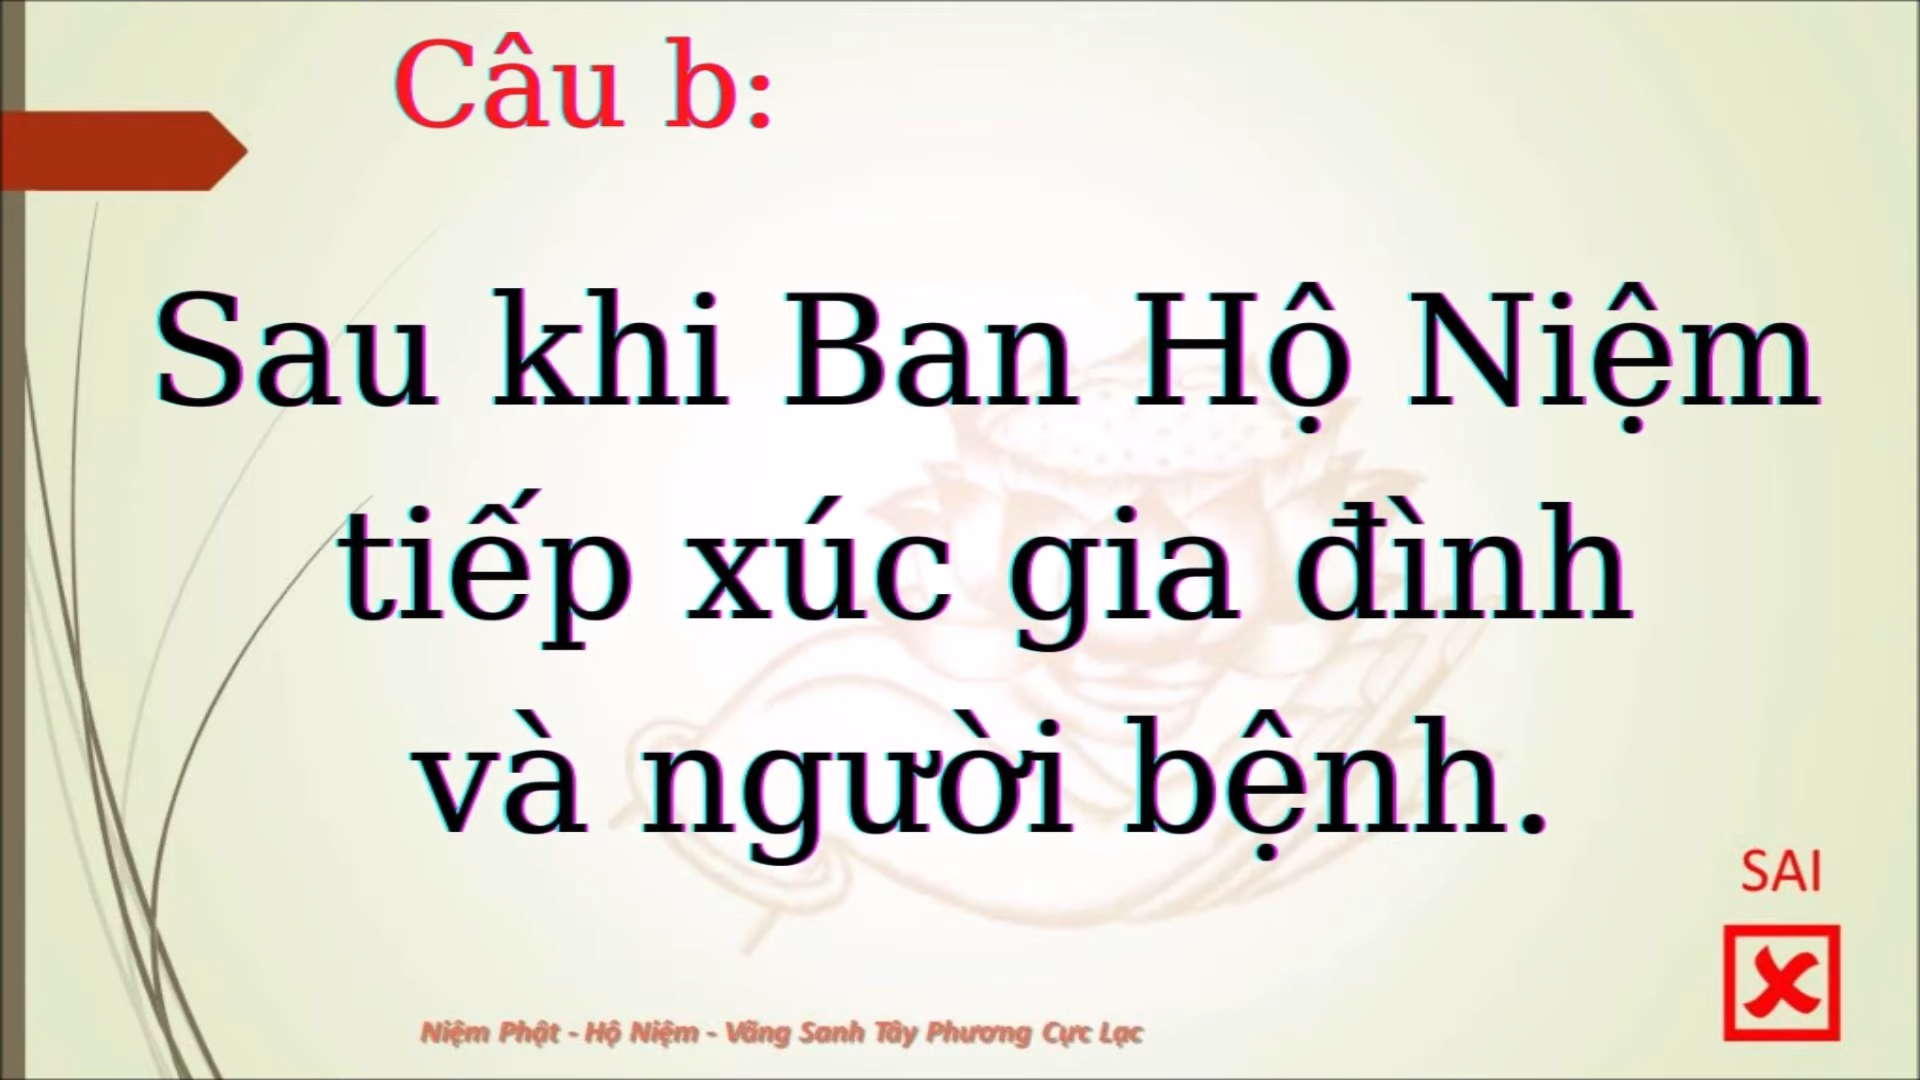 Câu b:
Sau khi Ban Hộ Niệm
tiếp xúc gia đình
và người bệnh.
SAI
Niệm Phật - Hộ Niệm - Vãng Sanh Tây Phương Cực Lạc